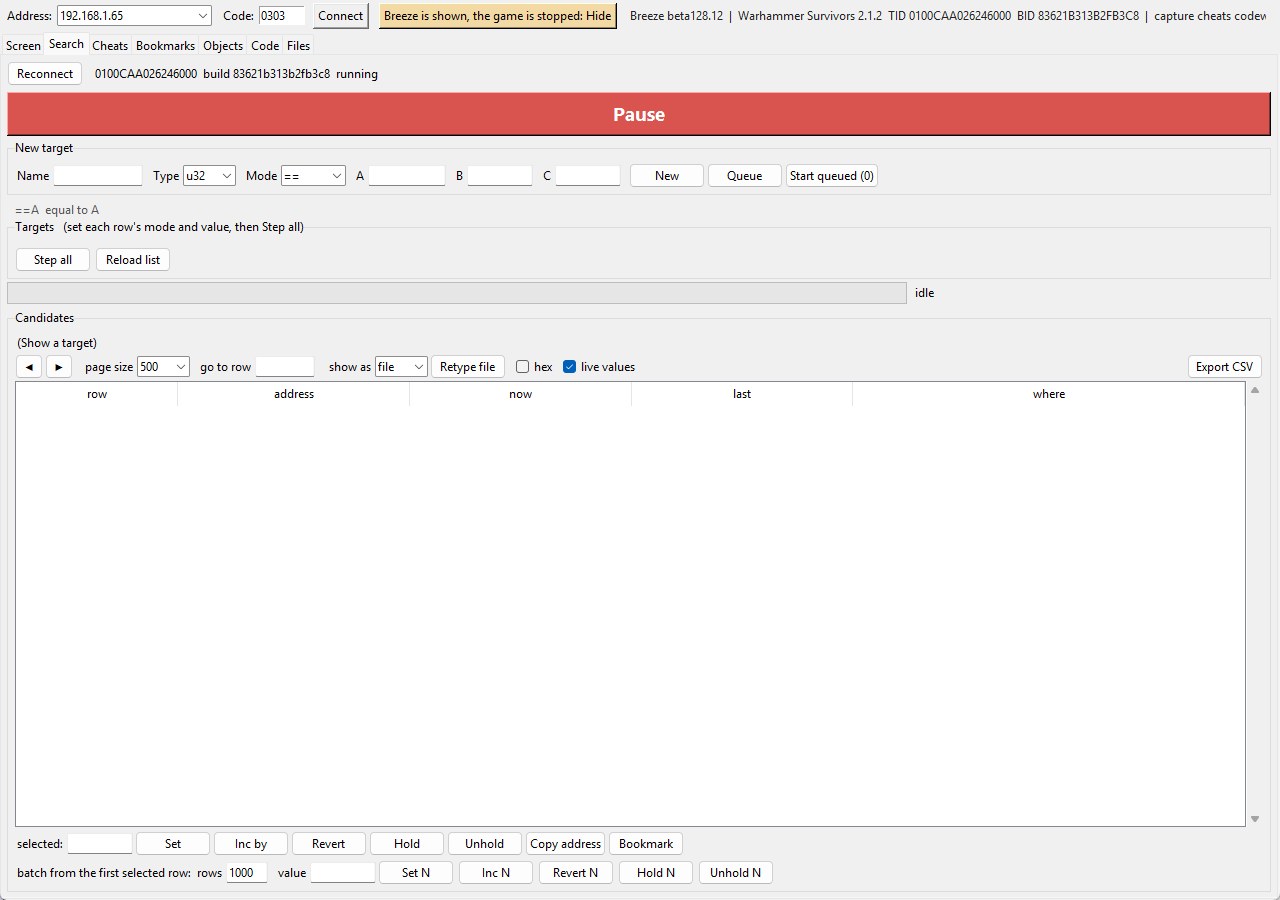 Address: 192.168.1.65 Code: 0303 Connect Breeze is shown, the game is stopped: Hide Breeze beta128.12 | Warhammer Survivors 2.1.2 TID 0100CAA026246000 BID 83621B313B2FB3C8 | capture cheats codew
Screen Search Cheats Bookmarks Objects Code Files
Reconnect 0100CAA026246000 build 83621b313b2fb3c8 running
Pause
New target
Name Type u32 Mode == A B C New Queue Start queued (0)
==A equal to A
Targets (set each row's mode and value, then Step all)
Step all Reload list
idle
Candidates
(Show a target)
◄ ► page size 500 go to row show as file Retype file hex live values Export CSV
row address now last where
selected: Set Inc by Revert Hold Unhold Copy address Bookmark
batch from the first selected row: rows 1000 value Set N Inc N Revert N Hold N Unhold N